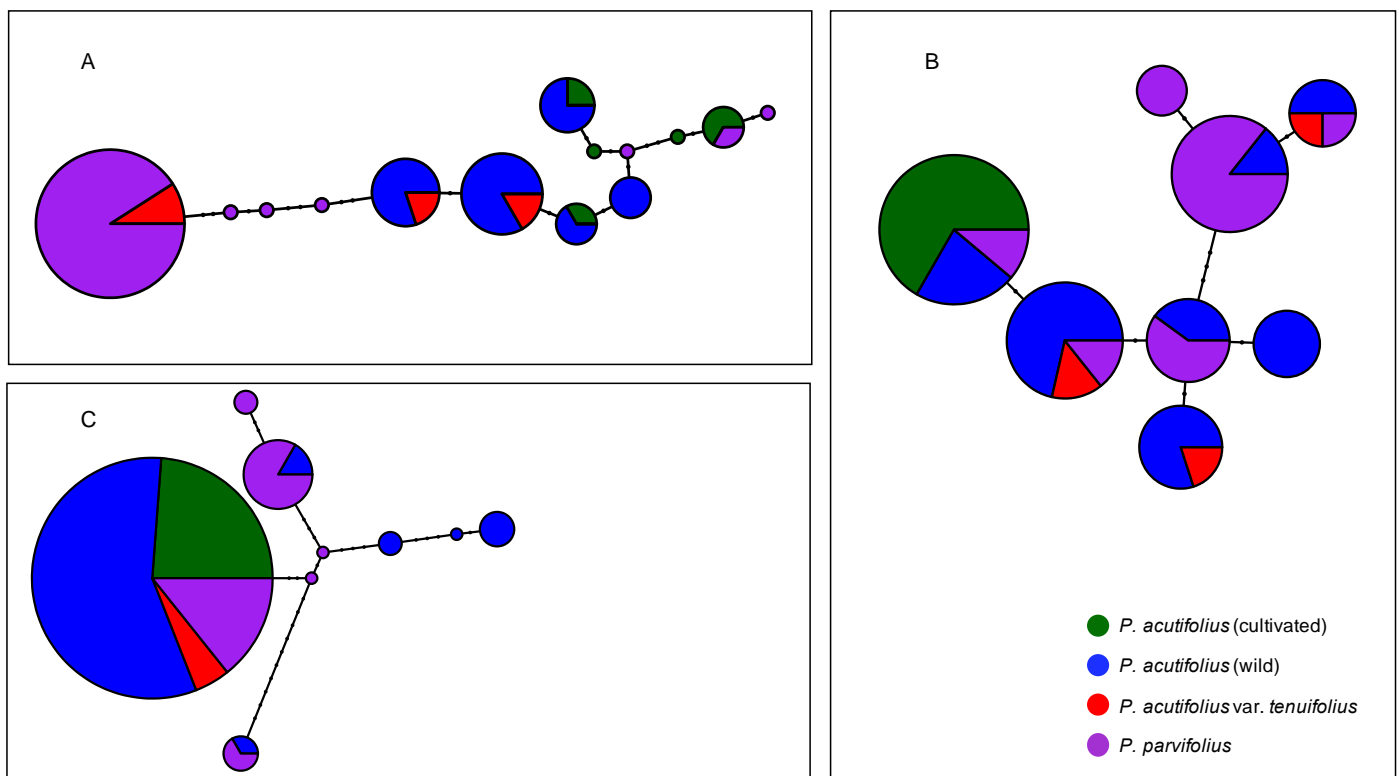 A
B
C
P. acutifolius (cultivated)
P. acutifolius (wild)
P. acutifolius var. tenuifolius
P. parvifolius